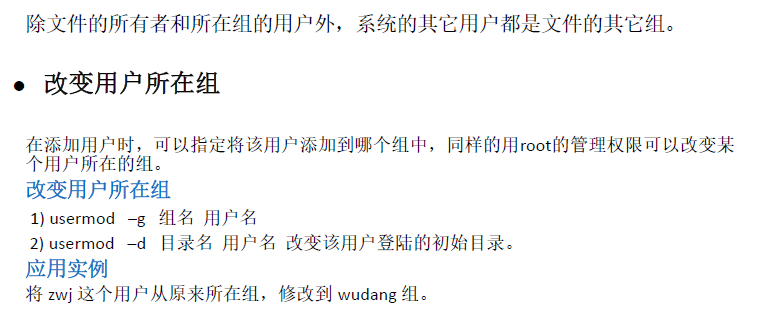 除文件的所有者和所在组的用户外，系统的其它用户都是文件的其它组。
● 改变用户所在组
在添加用户时，可以指定将该用户添加到哪个组中，同样的用root的管理权限可以改变某
个用户所在的组。
改变用户所在组
1) usermod –g 组名 用户名
2) usermod –d 目录名 用户名 改变该用户登陆的初始目录。
应用实例
将 zwj 这个用户从原来所在组，修改到 wudang 组。